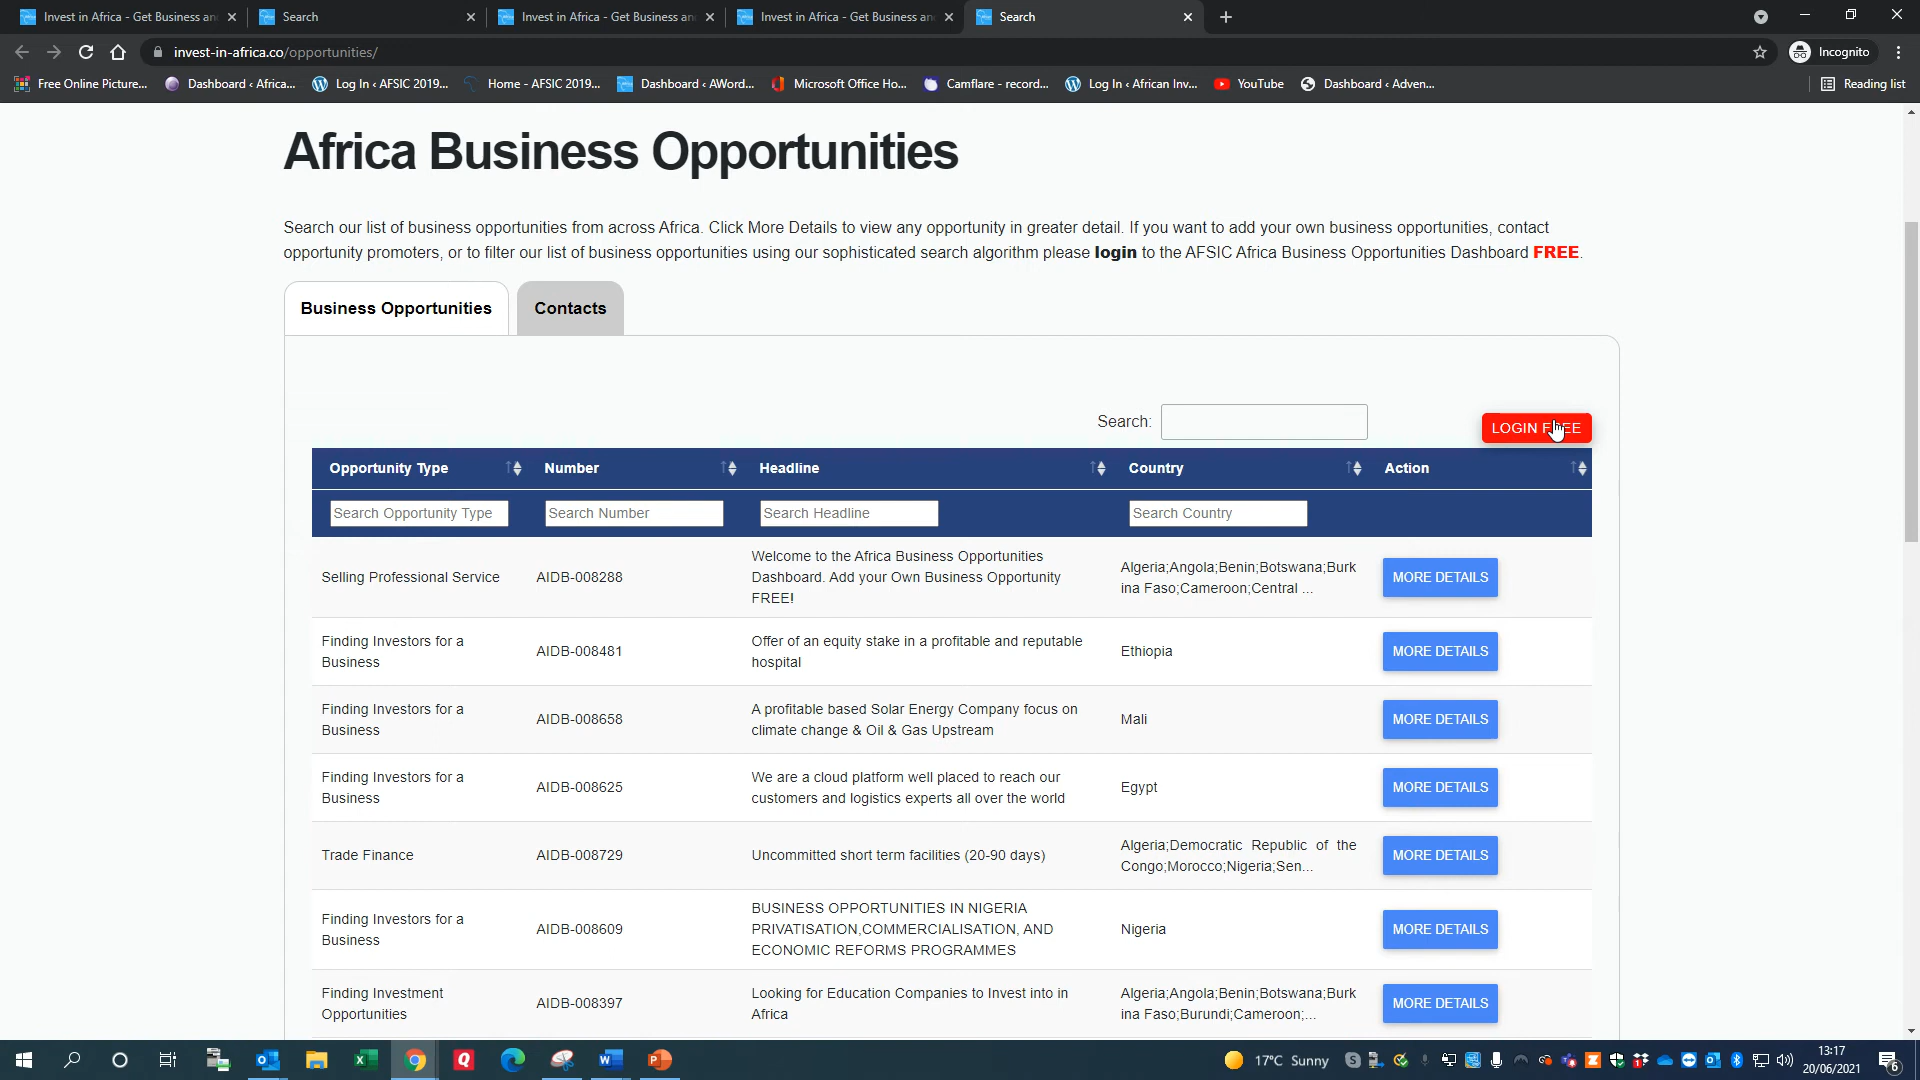 Invest in Africa - Get Business an
Search
Invest in Africa - Get Business an
Invest in Africa - Get Business an
Search
invest-in-africa.co/opportunities/
Incognito
Free Online Picture...
Dashboard ‹ Africa...
Log In ‹ AFSIC 2019...
Home - AFSIC 2019...
Dashboard ‹ AWord...
Microsoft Office Ho...
Camflare - record...
Log In ‹ African Inv...
YouTube
Dashboard ‹ Adven...
Reading list
Africa Business Opportunities
Search our list of business opportunities from across Africa. Click More Details to view any opportunity in greater detail. If you want to add your own business opportunities, contact
opportunity promoters, or to filter our list of business opportunities using our sophisticated search algorithm please login to the AFSIC Africa Business Opportunities Dashboard FREE.
Business Opportunities
Contacts
Search:
LOGIN FREE
Opportunity Type
Number
Headline
Country
Action
Search Opportunity Type
Search Number
Search Headline
Search Country
Selling Professional Service
AIDB-008288
Welcome to the Africa Business Opportunities
Dashboard. Add your Own Business Opportunity
FREE!
Algeria;Angola;Benin;Botswana;Burk
ina Faso;Cameroon;Central ...
MORE DETAILS
Finding Investors for a
Business
AIDB-008481
Offer of an equity stake in a profitable and reputable
hospital
Ethiopia
MORE DETAILS
Finding Investors for a
Business
AIDB-008658
A profitable based Solar Energy Company focus on
climate change & Oil & Gas Upstream
Mali
MORE DETAILS
Finding Investors for a
Business
AIDB-008625
We are a cloud platform well placed to reach our
customers and logistics experts all over the world
Egypt
MORE DETAILS
Trade Finance
AIDB-008729
Uncommitted short term facilities (20-90 days)
Algeria;Democratic Republic of the
Congo;Morocco;Nigeria;Sen...
MORE DETAILS
Finding Investors for a
Business
AIDB-008609
BUSINESS OPPORTUNITIES IN NIGERIA
PRIVATISATION,COMMERCIALISATION, AND
ECONOMIC REFORMS PROGRAMMES
Nigeria
MORE DETAILS
Finding Investment
Opportunities
AIDB-008397
Looking for Education Companies to Invest into in
Africa
Algeria;Angola;Benin;Botswana;Burk
ina Faso;Burundi;Cameroon;...
MORE DETAILS
17°C Sunny
13:17
20/06/2021
6